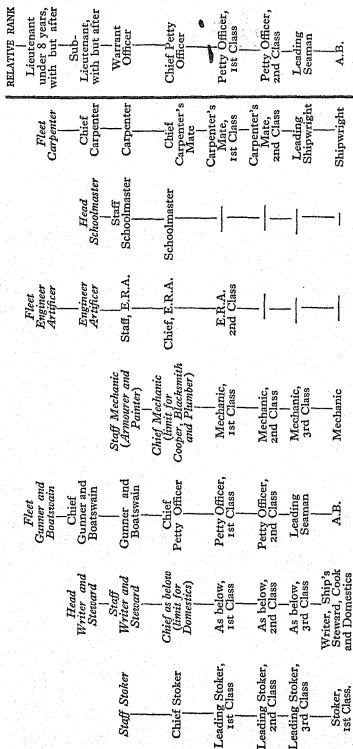 Staff Stoker
Chief Stoker
Leading Stoker,
1st Class
Leading Stoker,
2nd Class
Leading Stoker,
3rd Class
Stoker,
1st Class.
Head
Writer and
Steward
Staff
Writer and
Steward
Chief as below
(limit for
Domestics)
As below,
1st Class
As below,
2nd Class
As below,
3rd Class
Writer, Ship's
Steward, Cook
and Domestics
Fleet
Gunner and
Boatswain
Chief
Gunner and
Boatswain
Gunner and
Boatswain
Chief
Petty Officer
Petty Officer,
1st Class
Petty Officer,
2nd Class
Leading
Seaman
A.B.
Staff Mechanic
(Armourer and
Painter)
Chief Mechanic
(limit for
Cooper, Blacksmith
and Plumber)
Mechanic,
1st Class
Mechanic,
2nd Class
Mechanic,
3rd Class
Mechanic
Fleet
Engineer
Artificer
Engineer
Artificer
Staff, E.R.A.
Chief, E.R.A.
E.R.A.
2nd Class
—
—
—
Head
Schoolmaster
Staff
Schoolmaster
Schoolmaster
—
—
—
—
Fleet
Carpenter
Chief
Carpenter
Carpenter
Chief
Carpenter's
Mate
Carpenter's
Mate,
1st Class
Carpenter's
Mate,
2nd Class
Leading
Shipwright
Shipwright
RELATIVE RANK
Lieutenant
under 8 years,
with but after
Sub-
Lieutenant,
with but after
Warrant
Officer
Chief Petty
Officer
Petty Officer,
1st Class
Petty Officer,
2nd Class
Leading
Seaman
A.B.